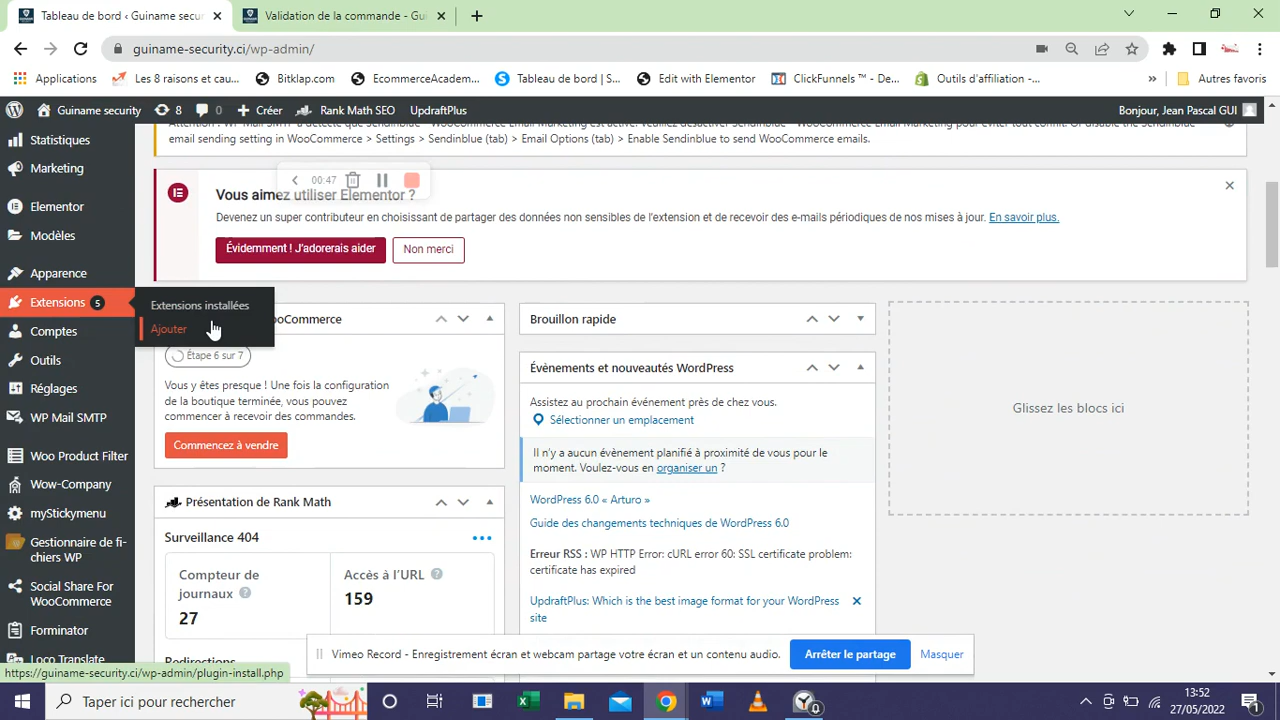 Tableau de bord ‹ Guiname secur
Validation de la commande - Gui
guiname-security.ci/wp-admin/
Applications
Les 8 raisons et cau...
Bitklap.com
EcommerceAcadem...
Tableau de bord | S...
Edit with Elementor
ClickFunnels ™ - De...
Outils d'affiliation -...
»
Autres favoris
Guiname security
8
0
Créer
Rank Math SEO
UpdraftPlus
Bonjour, Jean Pascal GUI
Statistiques
Marketing
Elementor
Modèles
Apparence
Extensions 5
Comptes
Outils
Réglages
WP Mail SMTP
Woo Product Filter
Wow-Company
myStickymenu
Gestionnaire de fi-
chiers WP
Social Share For
WooCommerce
Forminator
Loco Translate
Extensions installées
Ajouter
email sending setting in WooCommerce > Settings > Sendinblue (tab) > Email Options (tab) > Enable Sendinblue to send WooCommerce emails.
00:47
Vous aimez utiliser Elementor ?
Devenez un super contributeur en choisissant de partager des données non sensibles de l'extension et de recevoir des e-mails périodiques de nos mises à jour. En savoir plus.
Évidemment ! J'adorerais aider
Non merci
ooCommerce
Étape 6 sur 7
Vous y êtes presque ! Une fois la configuration
de la boutique terminée, vous pouvez
commencer à recevoir des commandes.
Commencez à vendre
Présentation de Rank Math
Surveillance 404
Compteur de
journaux ?
27
Accès à l'URL ?
159
Redirections
Brouillon rapide
Évènements et nouveautés WordPress
Assistez au prochain événement près de chez vous.
Sélectionner un emplacement
Il n'y a aucun évènement planifié à proximité de vous pour le
moment. Voulez-vous en organiser un ?
WordPress 6.0 « Arturo »
Guide des changements techniques de WordPress 6.0
Erreur RSS : WP HTTP Error: cURL error 60: SSL certificate problem:
certificate has expired
UpdraftPlus: Which is the best image format for your WordPress
site
Glissez les blocs ici
Vimeo Record - Enregistrement écran et webcam partage votre écran et un contenu audio.
Arrêter le partage
Masquer
https://guiname-security.ci/wp-admin/plugin-install.php
Taper ici pour rechercher
13:52
27/05/2022